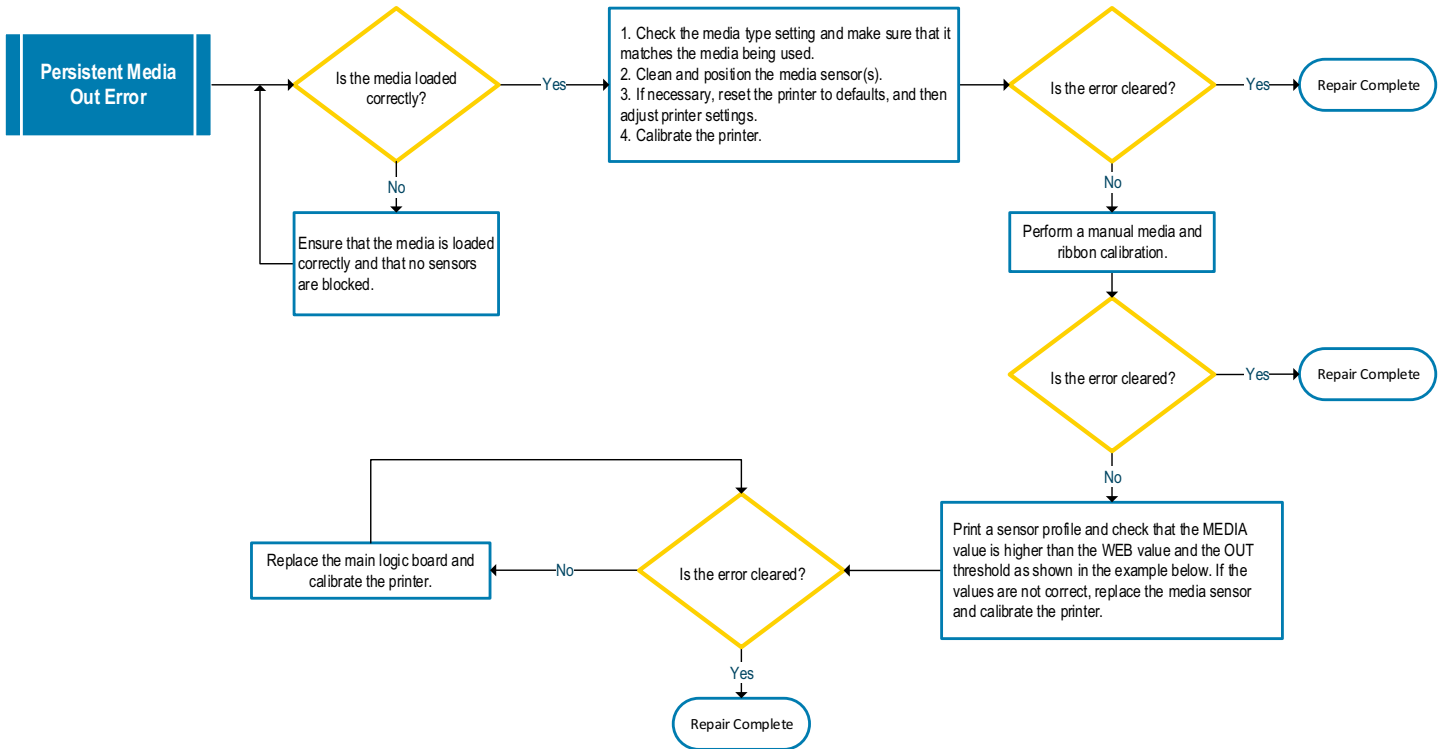 Persistent Media
Out Error
Is the media loaded
correctly?
Yes
1. Check the media type setting and make sure that it
matches the media being used.
2. Clean and position the media sensor(s).
3. If necessary, reset the printer to defaults, and then
adjust printer settings.
4. Calibrate the printer.
Is the error cleared?
Yes
Repair Complete
No
Ensure that the media is loaded
correctly and that no sensors
are blocked.
No
Perform a manual media and
ribbon calibration.
Is the error cleared?
Yes
Repair Complete
No
Print a sensor profile and check that the MEDIA
value is higher than the WEB value and the OUT
threshold as shown in the example below. If the
values are not correct, replace the media sensor
and calibrate the printer.
Is the error cleared?
No
Replace the main logic board and
calibrate the printer.
Yes
Repair Complete